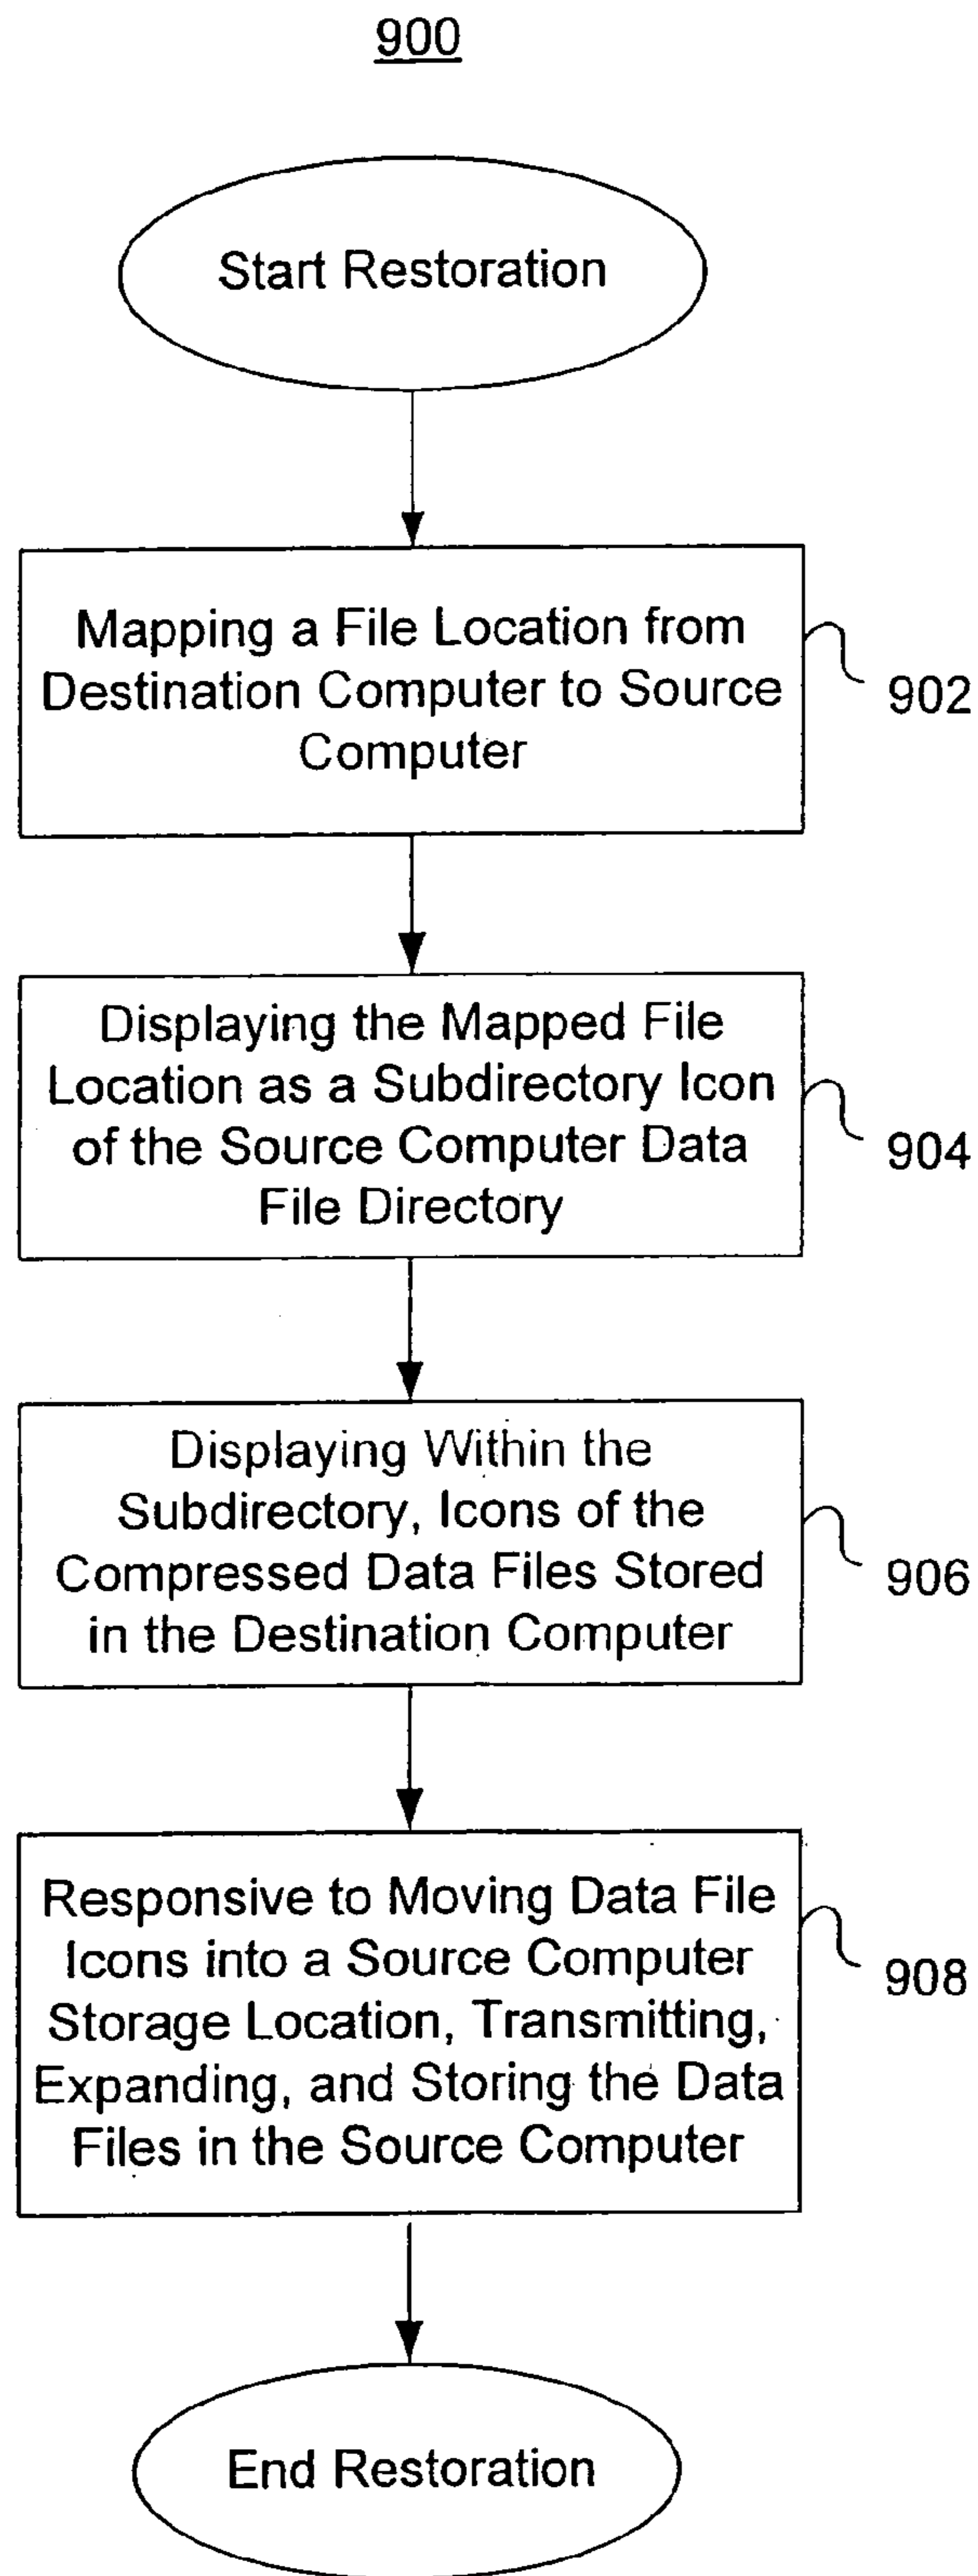 900
Start Restoration
Mapping a File Location from
Destination Computer to Source
Computer
902
Displaying the Mapped File
Location as a Subdirectory Icon
of the Source Computer Data
File Directory
904
Displaying Within the
Subdirectory, Icons of the
Compressed Data Files Stored
in the Destination Computer
906
Responsive to Moving Data File
Icons into a Source Computer
Storage Location, Transmitting,
Expanding, and Storing the Data
Files in the Source Computer
908
End Restoration